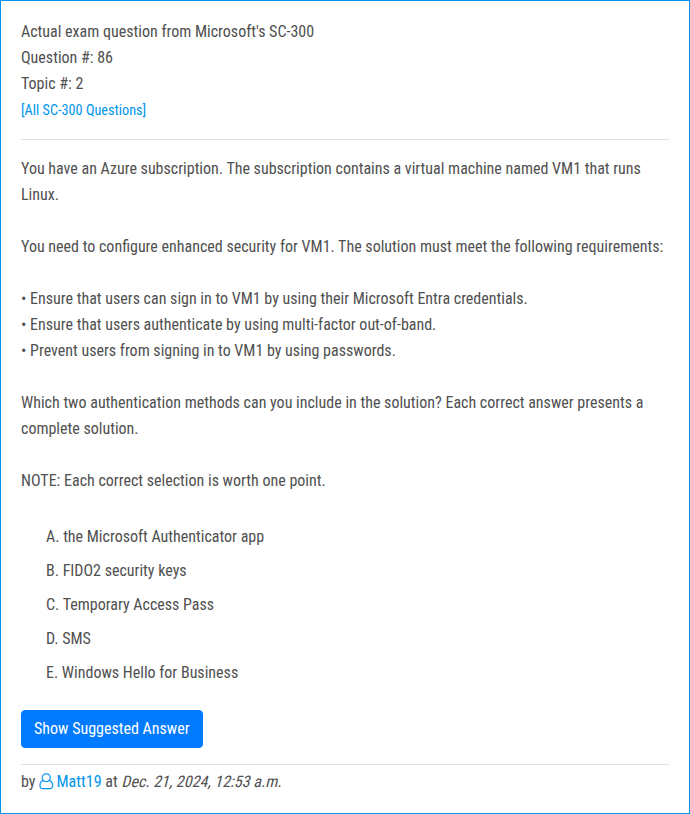 Actual exam question from Microsoft's SC-300
Question #: 86
Topic #: 2
[All SC-300 Questions]
You have an Azure subscription. The subscription contains a virtual machine named VM1 that runs
Linux.
You need to configure enhanced security for VM1. The solution must meet the following requirements:
• Ensure that users can sign in to VM1 by using their Microsoft Entra credentials.
• Ensure that users authenticate by using multi-factor out-of-band.
• Prevent users from signing in to VM1 by using passwords.
Which two authentication methods can you include in the solution? Each correct answer presents a
complete solution.
NOTE: Each correct selection is worth one point.
A. the Microsoft Authenticator app
B. FIDO2 security keys
C. Temporary Access Pass
D. SMS
E. Windows Hello for Business
Show Suggested Answer
by Matt19 at Dec. 21, 2024, 12:53 a.m.